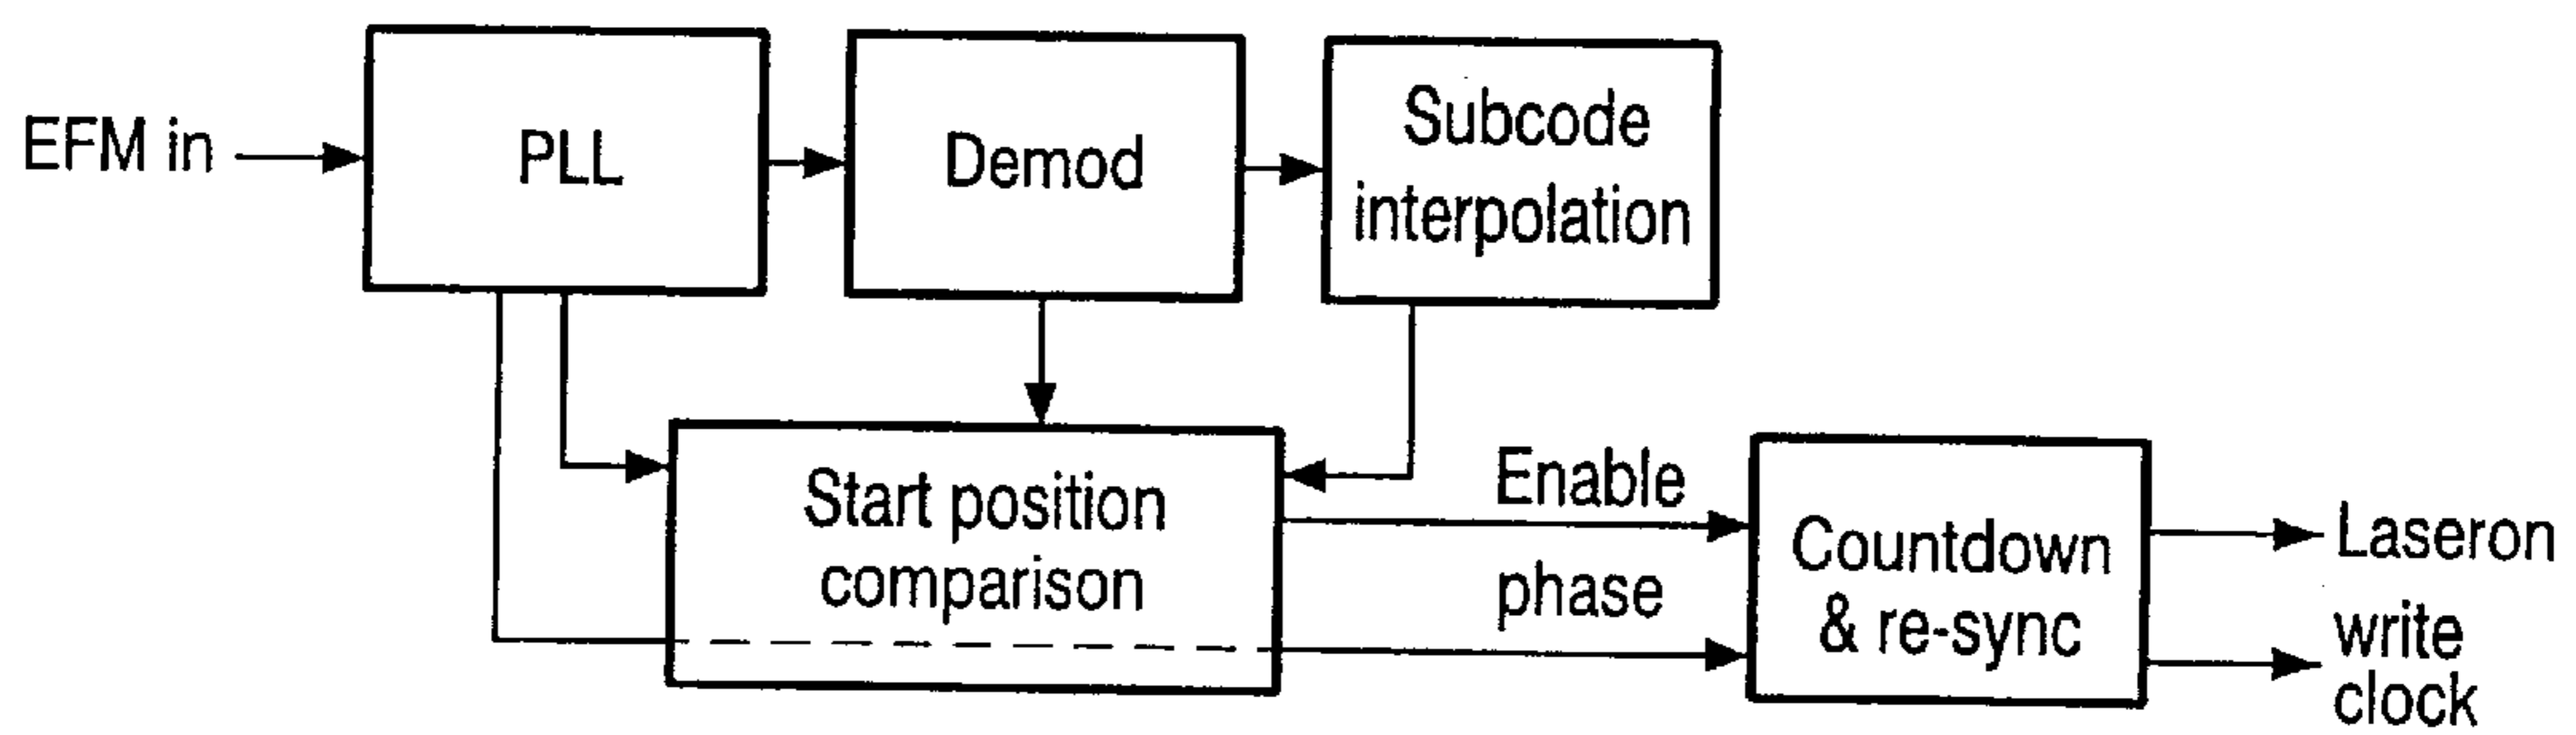 EFM in
PLL
Demod
Subcode
interpolation
Start position
comparison
Enable
phase
Countdown
& re-sync
Laseron
write
clock